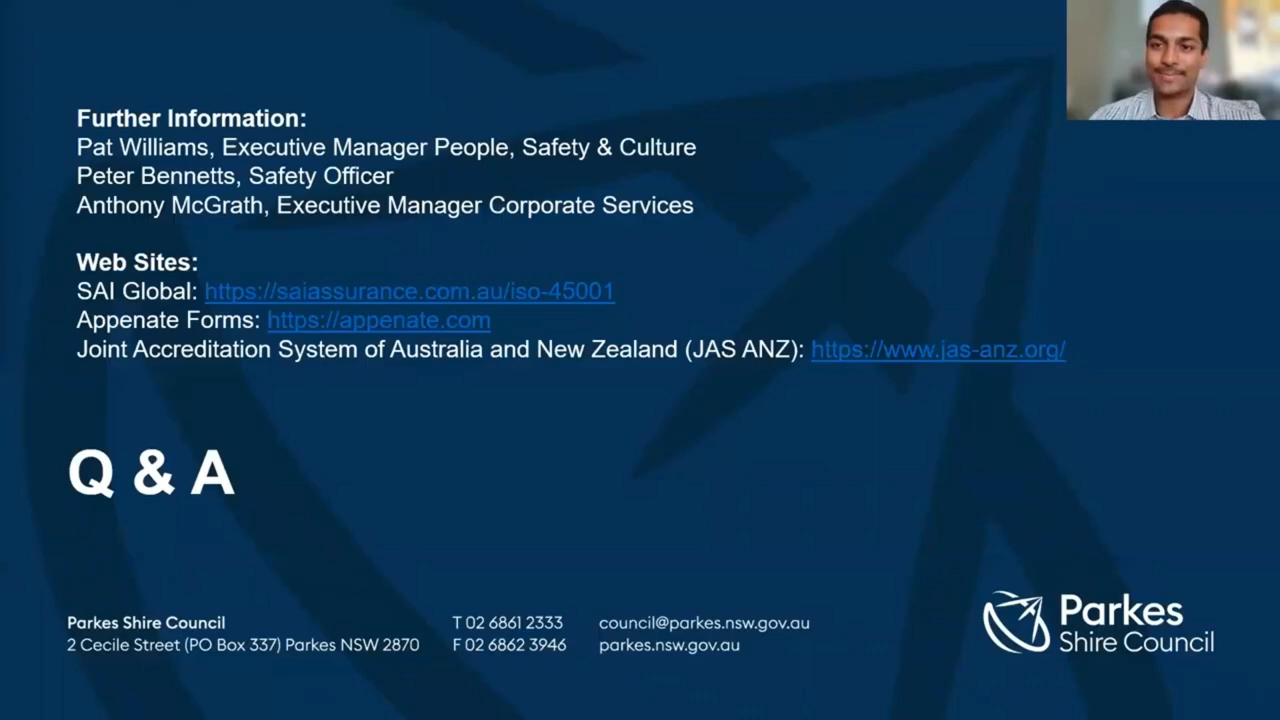 Further Information:
Pat Williams, Executive Manager People, Safety & Culture
Peter Bennetts, Safety Officer
Anthony McGrath, Executive Manager Corporate Services
Web Sites:
SAI Global: https://saiassurance.com.au/iso-45001
Appenate Forms: https://appenate.com
Joint Accreditation System of Australia and New Zealand (JAS ANZ): https://www.jas-anz.org/
Q & A
Parkes Shire Council
2 Cecile Street (PO Box 337) Parkes NSW 2870
T 02 6861 2333
F 02 6862 3946
council@parkes.nsw.gov.au
parkes.nsw.gov.au
Parkes
Shire Council